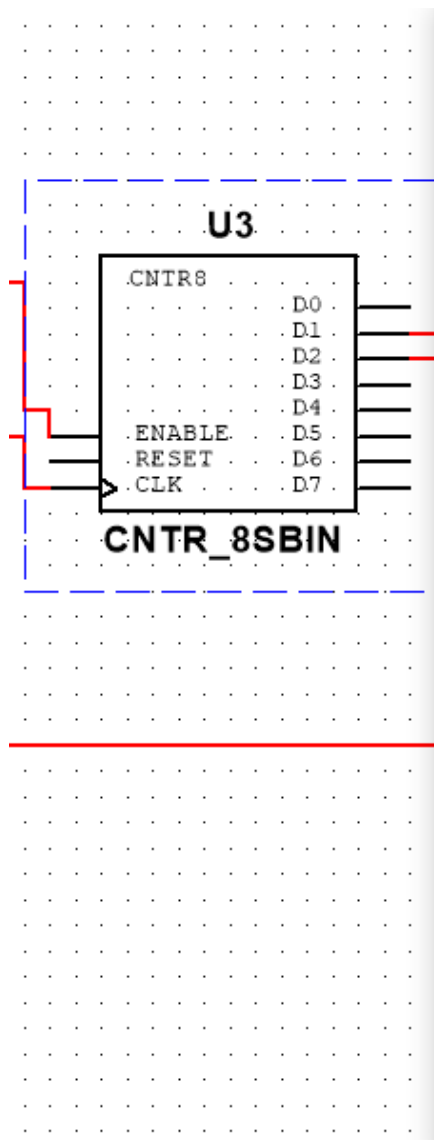 U3
CNTR8
D0
D1
D2
D3
D4
ENABLE D5
RESET D6
CLK D7
CNTR_8SBIN